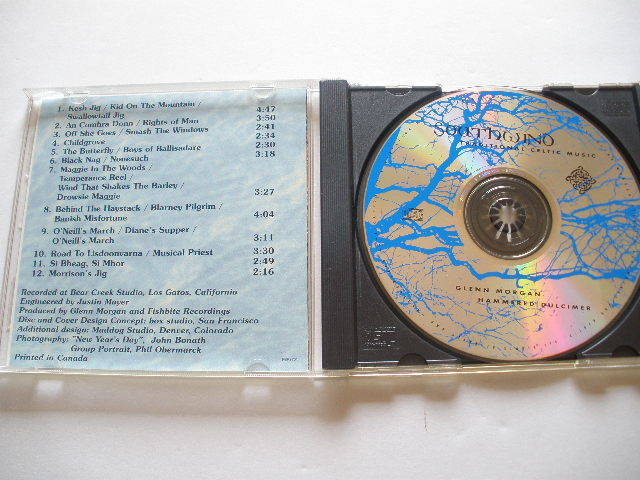 1. Kesh Jig / Kid On The Mountain /
Swallowtail Jig 4:47
2. An Comhra Donn / Rights of Man 3:50
3. Off She Goes / Smash The Windows 2:41
4. Childgrove 2:34
5. The Butterfly / Boys of Ballisodare 2:30
6. Black Nag / Nonesuch 3:18
7. Maggie In The Woods /
Temperance Reel /
Wind That Shakes The Barley /
Drowsie Maggie 3:27
8. Behind The Haystack / Blarney Pilgrim /
Banish Misfortune 4:04
9. O'Neill's March / Diane's Supper /
O'Neill's March 3:11
10. Road To Lisdoonvarna / Musical Priest 3:30
11. Si Bheag, Si Mhor 2:49
12. Morrison's Jig 2:16
Recorded at Bear Creek Studio, Los Gatos, California
Engineered by Justin Mayer
Produced by Glenn Morgan and Fishbite Recordings
Disc and Cover Design Concept: box studio, San Francisco
Additional design: Maddog Studio, Denver, Colorado
Photography: "New Year's Day", John Bonath
Group Portrait, Phil Obermarck
Printed in Canada
Southwind
TRADITIONAL CELTIC MUSIC
GLENN MORGAN
HAMMERED DULCIMER